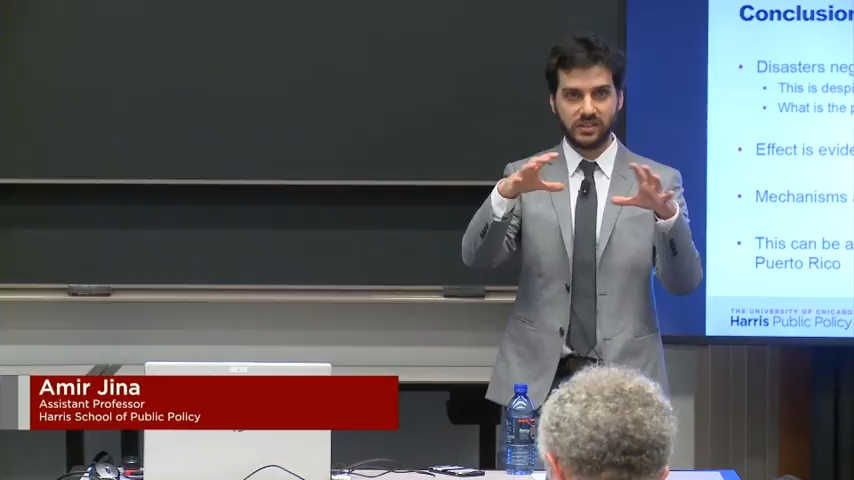 Conclusion
• Disasters neg
• This is despi
• What is the p
• Effect is evide
• Mechanisms
• This can be a
Puerto Rico
THE UNIVERSITY OF CHICAGO
Harris Public Policy
Amir Jina
Assistant Professor
Harris School of Public Policy